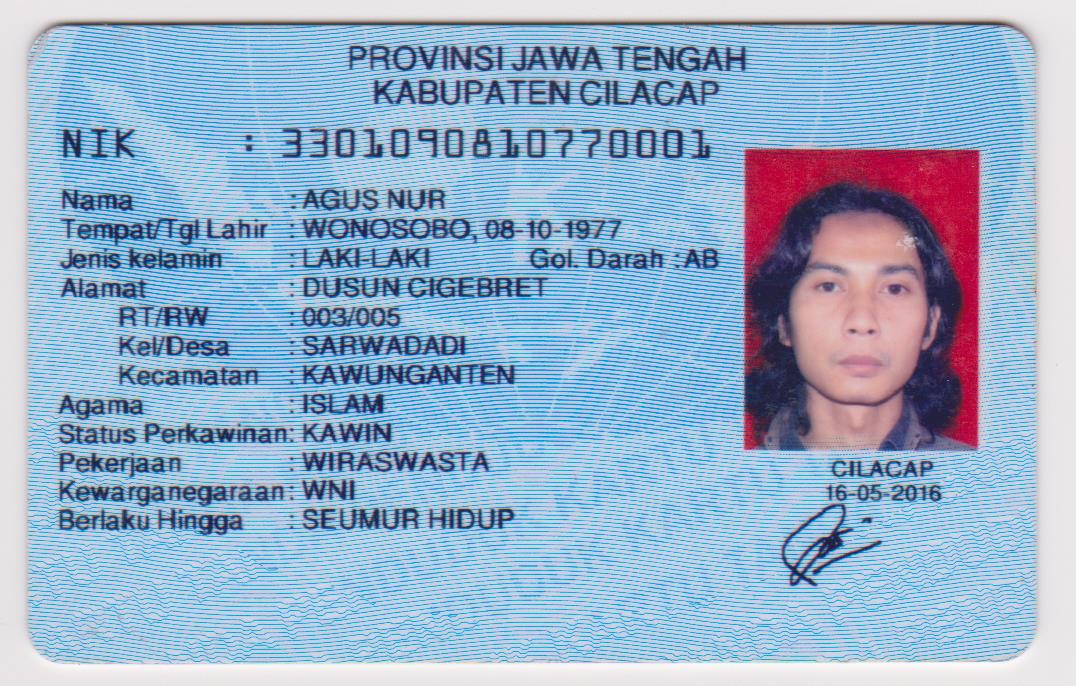 PROVINSI JAWA TENGAH
KABUPATEN CILACAP
NIK : 3301090810770001
Nama : AGUS NUR
Tempat/Tgl Lahir : WONOSOBO, 08-10-1977
Jenis kelamin : LAKI-LAKI Gol. Darah : AB
Alamat : DUSUN CIGEBRET
RT/RW : 003/005
Kel/Desa : SARWADADI
Kecamatan : KAWUNGANTEN
Agama : ISLAM
Status Perkawinan: KAWIN
Pekerjaan : WIRASWASTA
Kewarganegaraan: WNI
Berlaku Hingga : SEUMUR HIDUP
CILACAP
16-05-2016